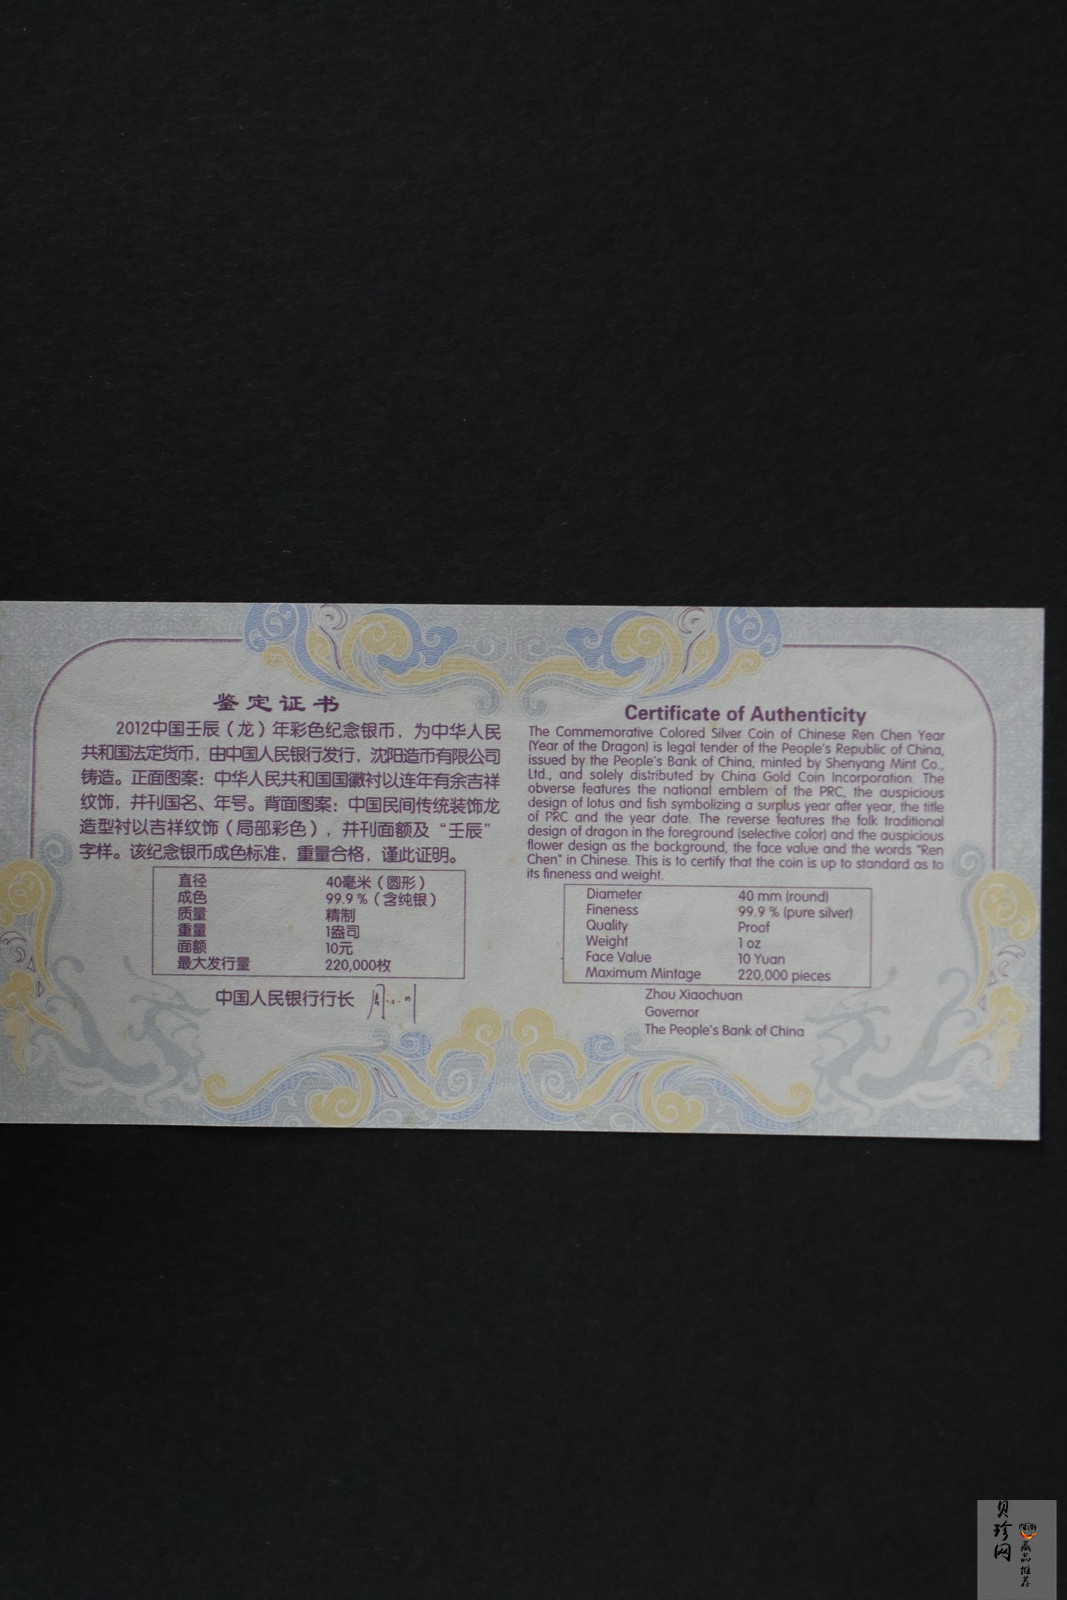 鉴定证书
2012中国壬辰（龙）年彩色纪念银币，为中华人民
共和国法定货币，由中国人民银行发行，沈阳造币有限公司
铸造。正面图案：中华人民共和国国徽衬以连年有余吉祥
纹饰，并刊国名、年号。背面图案：中国民间传统装饰龙
造型衬以吉祥纹饰（局部彩色），并刊面额及“壬辰”
字样。该纪念银币成色标准，重量合格，谨此证明。
直径 40毫米（圆形）
成色 99.9%（含纯银）
质量 精制
重量 1盎司
面额 10元
最大发行量 220,000枚
中国人民银行行长
Certificate of Authenticity
The Commemorative Colored Silver Coin of Chinese Ren Chen Year
(Year of the Dragon) is legal tender of the People's Republic of China,
issued by the People's Bank of China, minted by Shenyang Mint Co.,
Ltd., and solely distributed by China Gold Coin Incorporation. The
obverse features the national emblem of the PRC, the auspicious
design of lotus and fish symbolizing a surplus year after year, the title
of PRC and the year date. The reverse features the folk traditional
design of dragon in the foreground (selective color) and the auspicious
flower design as the background, the face value and the words "Ren
Chen" in Chinese. This is to certify that the coin is up to standard as to
its fineness and weight.
Diameter 40 mm (round)
Fineness 99.9 % (pure silver)
Quality Proof
Weight 1 oz
Face Value 10 Yuan
Maximum Mintage 220,000 pieces
Zhou Xiaochuan
Governor
The People's Bank of China
贝珍网
藏品推荐